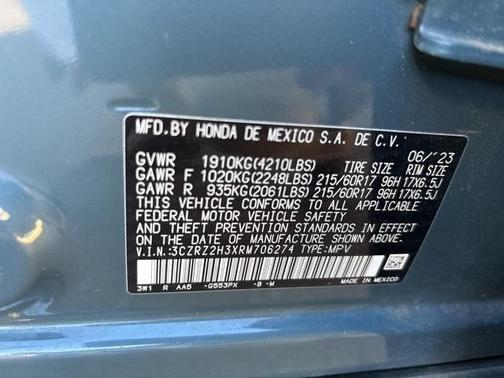 MFD.BY HONDA DE MEXICO S.A. DE C.V.
GVWR 1910KG(4210LBS) 06/'23
TIRE SIZE RIM SIZE
GAWR F 1020KG(2248LBS) 215/60R17 96H 17X6.5J
GAWR R 935KG(2061LBS) 215/60R17 96H 17X6.5J
THIS VEHICLE CONFORMS TO ALL APPLICABLE
FEDERAL MOTOR VEHICLE SAFETY
AND THEFT PREVENTION STANDARDS IN EFFECT ON
THE DATE OF MANUFACTURE SHOWN ABOVE.
V.I.N.:3CZRZ2H3XRM706274 TYPE:MPV
3W1 R AA5 -G553PX -B -M